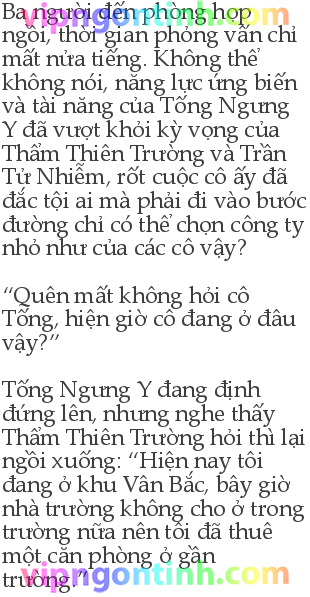 Ba người đến phòng họp
ngồi, thời gian phỏng vấn chỉ
mất nửa tiếng. Không thể
không nói, năng lực ứng biến
và tài năng của Tống Ngưng
Y đã vượt khỏi kỳ vọng của
Thẩm Thiên Trường và Trần
Tử Nhiễm, rốt cuộc cô ấy đã
đắc tội ai mà phải đi vào bước
đường chỉ có thể chọn công ty
nhỏ như của các cô vậy?
“Quên mất không hỏi cô
Tống, hiện giờ cô đang ở đâu
vậy?”
Tống Ngưng Y đang định
đứng lên, nhưng nghe thấy
Thẩm Thiên Trường hỏi thì lại
ngồi xuống: “Hiện nay tôi
đang ở khu Vân Bắc, bây giờ
nhà trường không cho ở trong
trường nữa nên tôi đã thuê
một căn phòng ở gần
trường.”
vipngontinh.com
vipngontinh.com